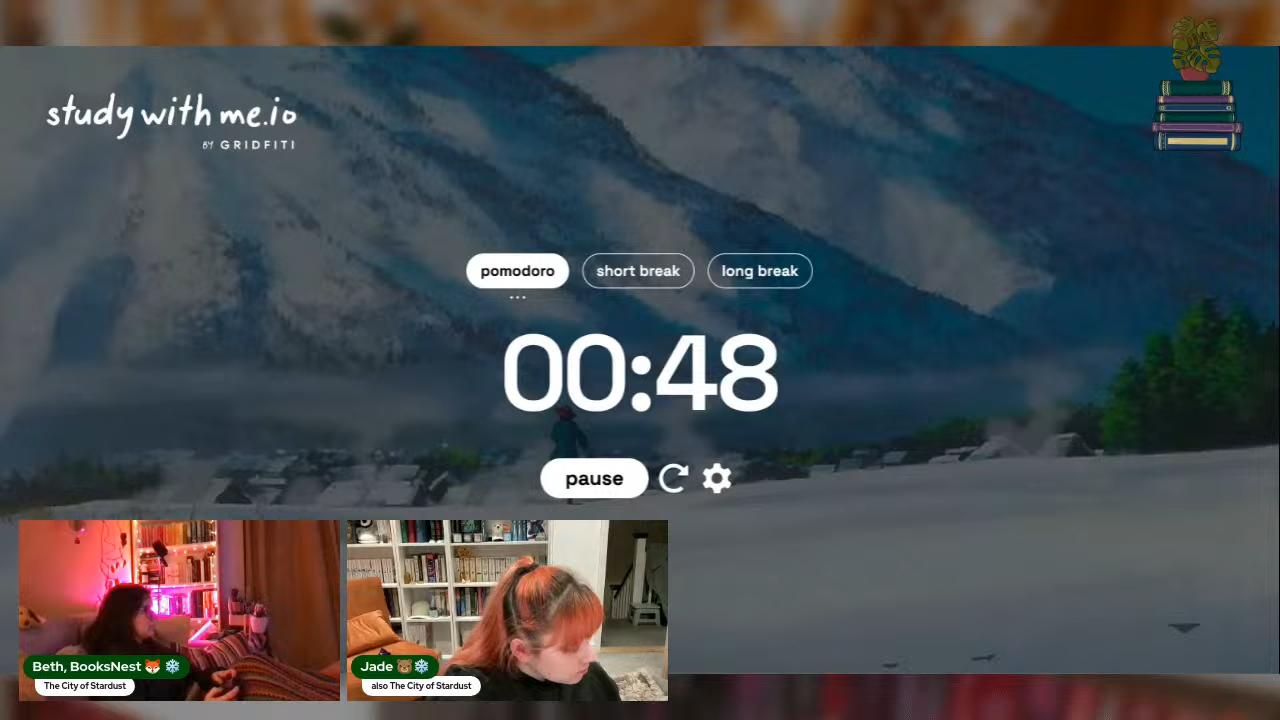 study with me.io
BY GRIDFITI
pomodoro
short break
long break
00:48
pause
Beth, BooksNest 🦊 ❄️
The City of Stardust
Jade 🐻❄️
also The City of Stardust